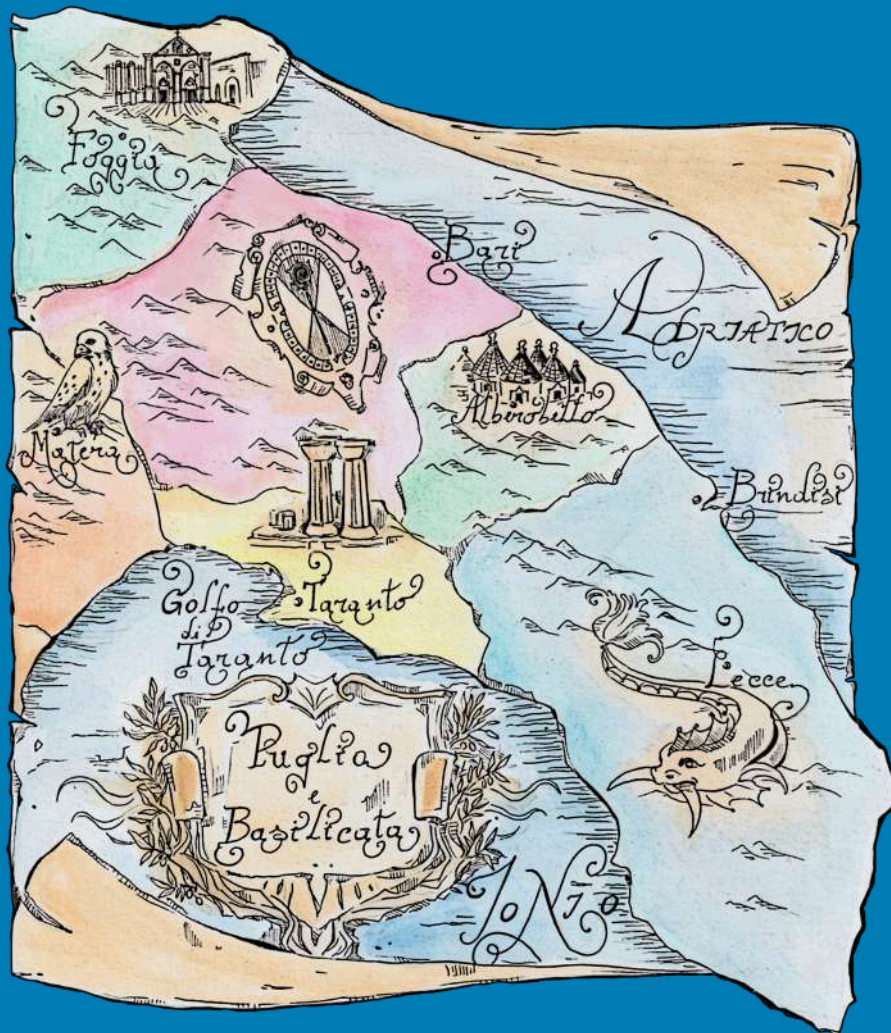 Foggia
Bari
ADRIATICO
Alberobello
Matera
Brindisi
Taranto
Golfo
di
Taranto
Lecce
Puglia
e
Basilicata
IoNIo